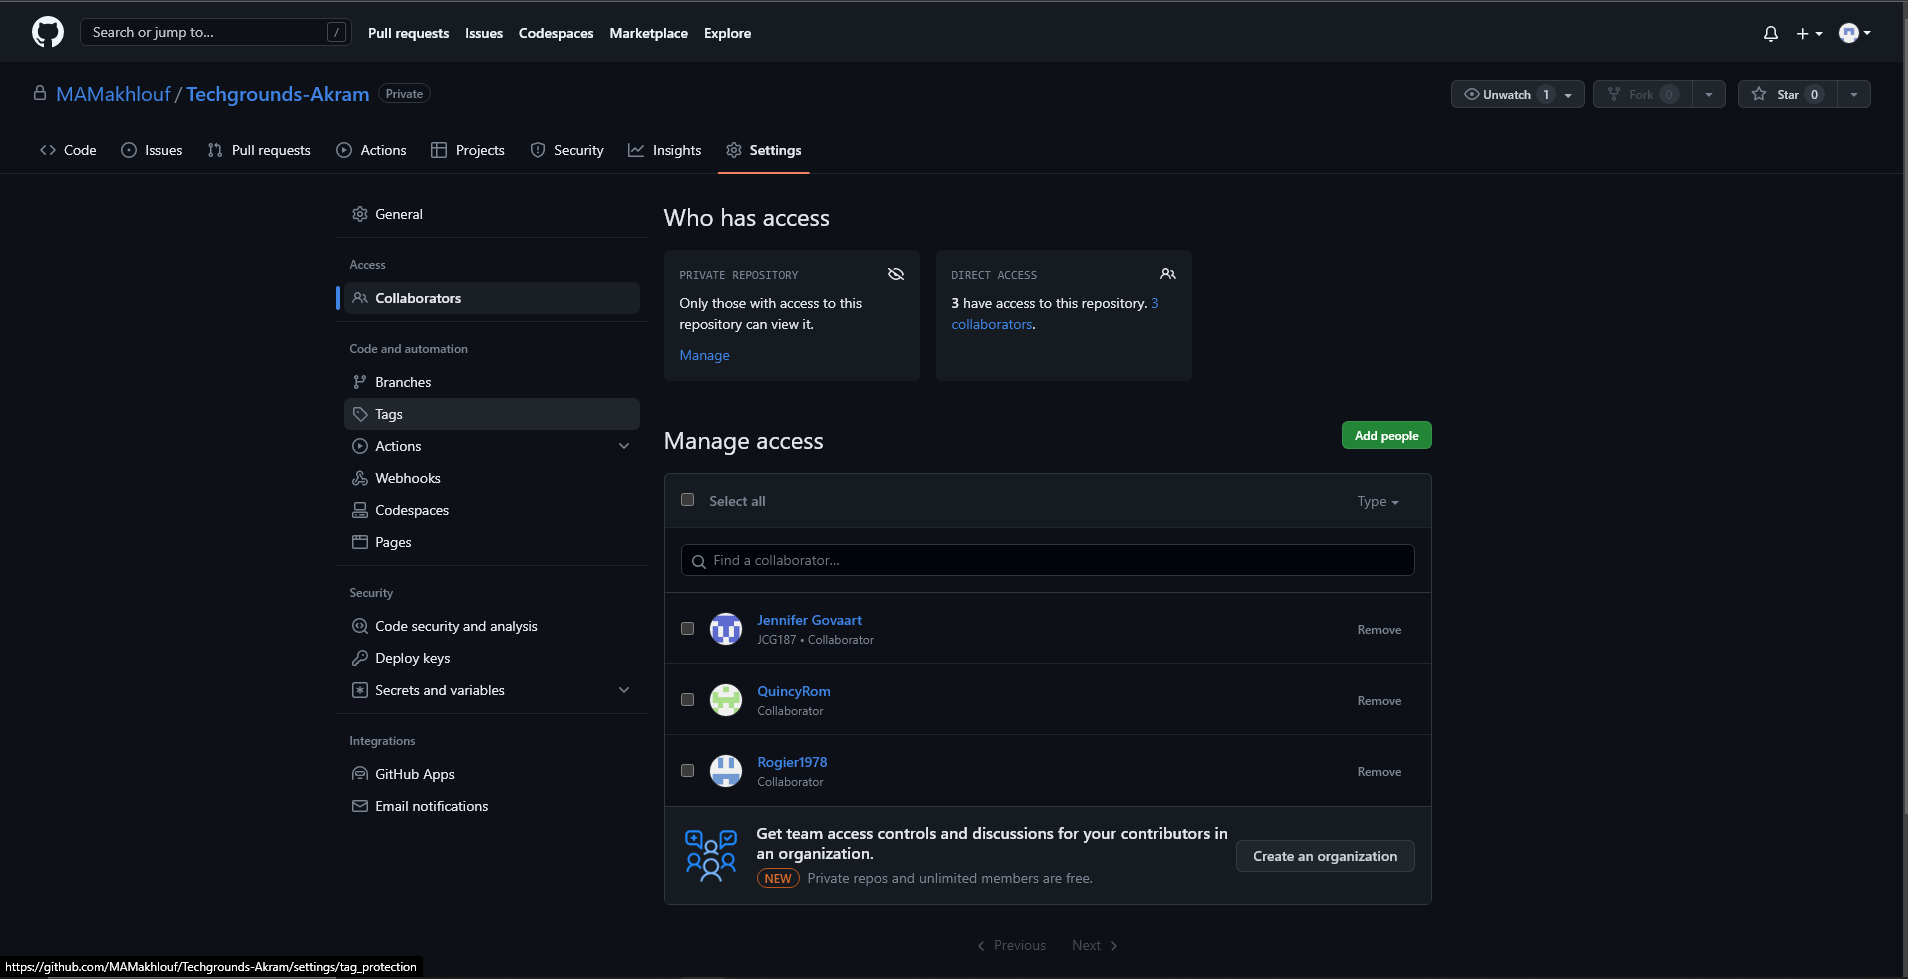 Search or jump to...
/
Pull requests
Issues
Codespaces
Marketplace
Explore
MAMakhlouf / Techgrounds-Akram
Private
Unwatch 1
Fork 0
Star 0
Code
Issues
Pull requests
Actions
Projects
Security
Insights
Settings
General
Access
Collaborators
Code and automation
Branches
Tags
Actions
Webhooks
Codespaces
Pages
Security
Code security and analysis
Deploy keys
Secrets and variables
Integrations
GitHub Apps
Email notifications
Who has access
PRIVATE REPOSITORY
Only those with access to this
repository can view it.
Manage
DIRECT ACCESS
3 have access to this repository. 3
collaborators.
Manage access
Add people
Select all
Type
Find a collaborator...
Jennifer Govaart
JCG187 • Collaborator
Remove
QuincyRom
Collaborator
Remove
Rogier1978
Collaborator
Remove
Get team access controls and discussions for your contributors in
an organization.
NEW Private repos and unlimited members are free.
Create an organization
Previous
Next
https://github.com/MAMakhlouf/Techgrounds-Akram/settings/tag_protection